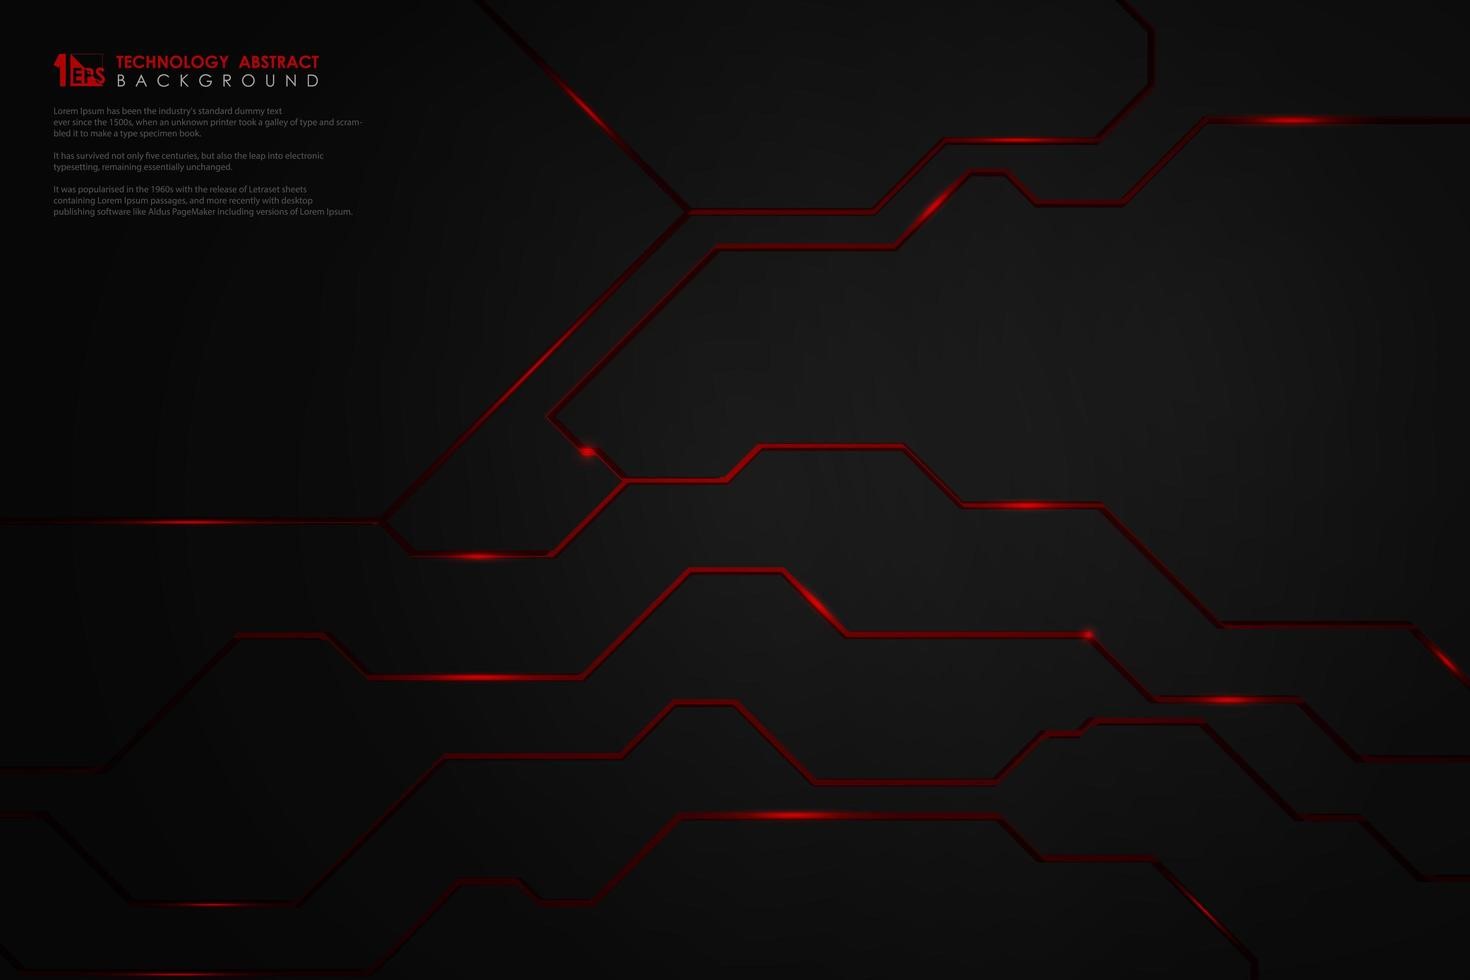 1EPS
TECHNOLOGY ABSTRACT
BACKGROUND
Lorem Ipsum has been the industry's standard dummy text
ever since the 1500s, when an unknown printer took a galley of type and scram-
bled it to make a type specimen book.
It has survived not only five centuries, but also the leap into electronic
typesetting, remaining essentially unchanged.
It was popularised in the 1960s with the release of Letraset sheets
containing Lorem Ipsum passages, and more recently with desktop
publishing software like Aldus PageMaker including versions of Lorem Ipsum.